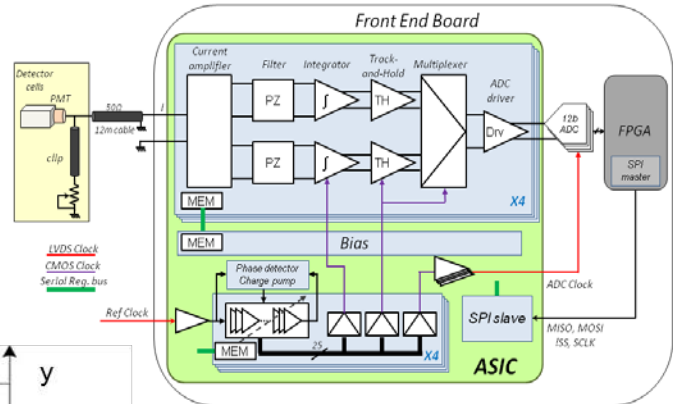 Front End Board
Detector
cells
PMT
50Ω
12m cable
clip
I
Current
amplifier
Filter
Integrator
Track-
and-Hold
Multiplexer
ADC
driver
PZ
∫
TH
Drv
12b
ADC
FPGA
SPI
master
PZ
∫
TH
MEM
X4
MEM
Bias
LVDS Clock
CMOS Clock
Serial Reg. bus
Phase detector
Charge pump
ADC Clock
Ref Clock
SPI slave
MISO, MOSI
ISS, SCLK
MEM
25
X4
ASIC
y